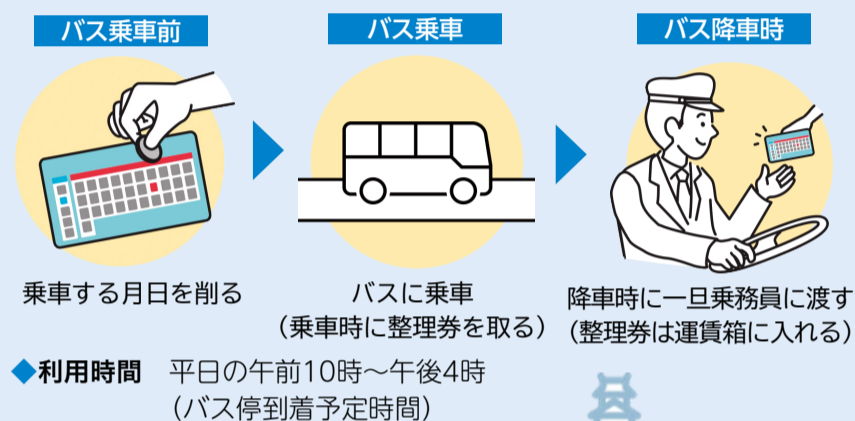 バス乗車前
バス乗車
バス降車時
乗車する月日を削る
バスに乗車
（乗車時に整理券を取る）
降車時に一旦乗務員に渡す
（整理券は運賃箱に入れる）
◆利用時間　平日の午前10時～午後4時
（バス停到着予定時間）